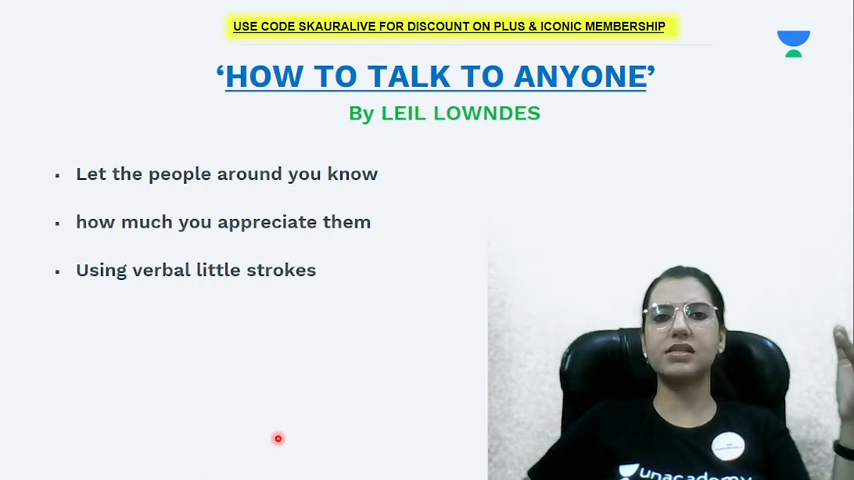 USE CODE SKAURALIVE FOR DISCOUNT ON PLUS & ICONIC MEMBERSHIP
‘HOW TO TALK TO ANYONE’
By LEIL LOWNDES
▪ Let the people around you know
▪ how much you appreciate them
▪ Using verbal little strokes
unacademy